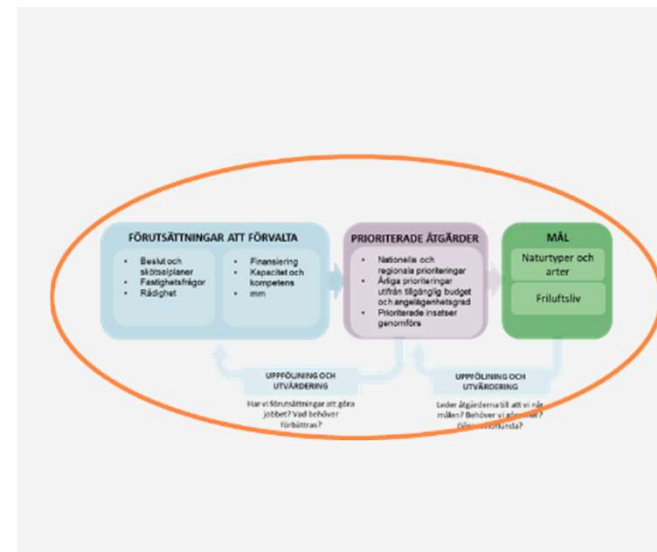 FÖRUTSÄTTNINGAR ATT FÖRVALTA
• Beslut och
skötselplaner
• Fastighetsfrågor
• Rådighet
• Finansiering
• Kapacitet och
kompetens
• mm
PRIORITERADE ÅTGÄRDER
• Nationella och
regionala prioriteringar
• Årliga prioriteringar
utifrån tillgänglig budget
och angelägenhetsgrad
• Prioriterade insatser
genomförs
MÅL
Naturtyper och
arter
Friluftsliv
UPPFÖLJNING OCH
UTVÄRDERING
Har vi förutsättningar att göra
jobbet? Vad behöver
förbättras?
UPPFÖLJNING OCH
UTVÄRDERING
Leder åtgärderna till att vi når
målen? Behöver vi göra mer?